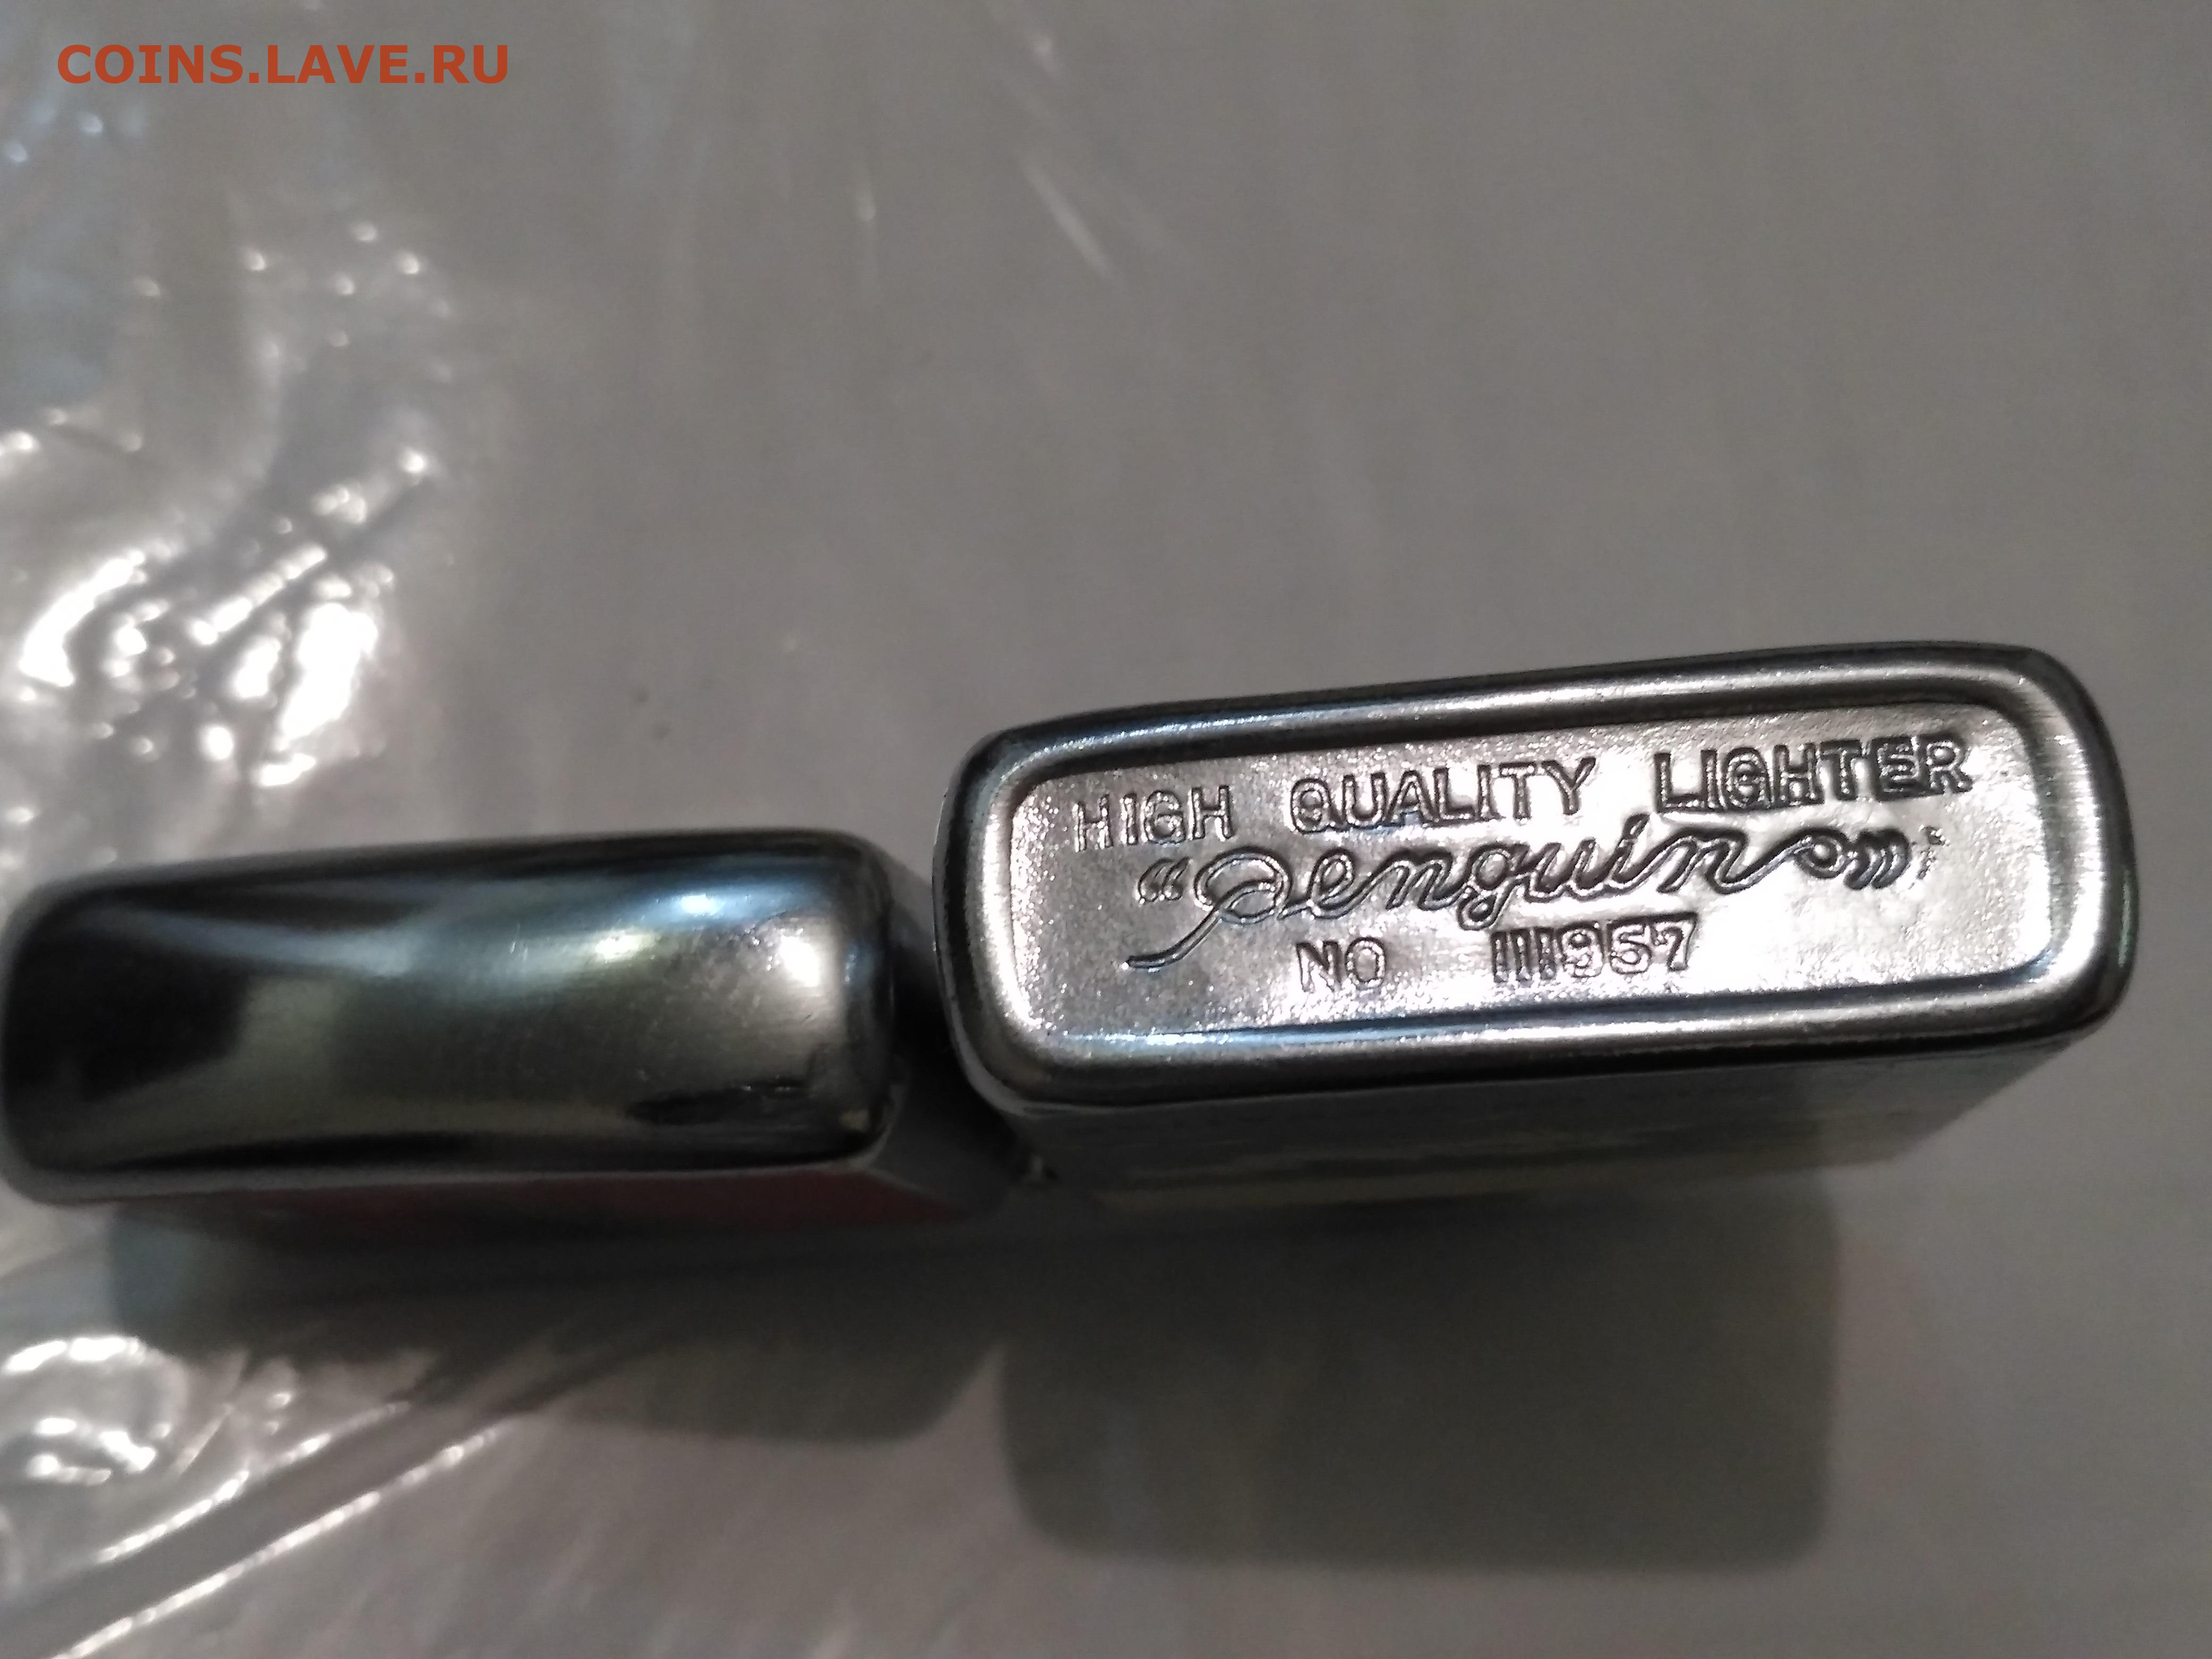 COINS.LAVE.RU
HIGH QUALITY LIGHTER
"Penguin"
NO 111957